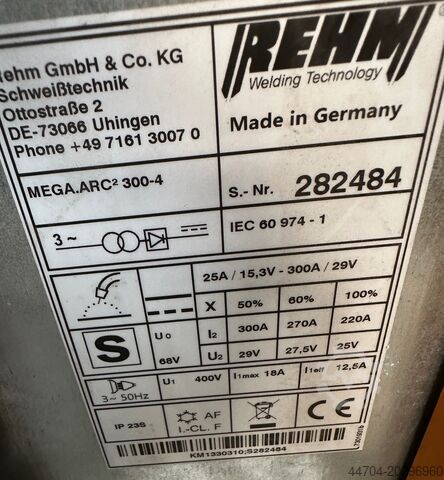 Rehm GmbH & Co. KG
Schweißtechnik
Ottostraße 2
DE-73066 Uhingen
Phone +49 7161 3007 0
REHM
Welding Technology
Made in Germany
MEGA.ARC² 300-4
S.- Nr. 282484
3 ~
IEC 60 974 - 1
25A / 15,3V - 300A / 29V
X 50% 60% 100%
S
U0 68V
I2 300A 270A 220A
U2 29V 27,5V 25V
3~ 50Hz
U1 400V I1max 18A I1eff 12,5A
IP 23S
AF
I.-CL. F
CE
KM1330310;S282484
44704-20196960